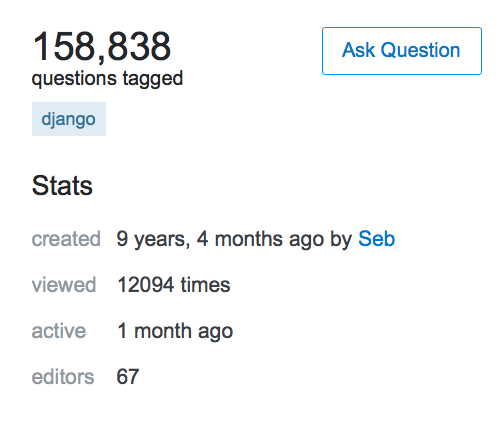 158,838
Ask Question
questions tagged
django
Stats
created 9 years, 4 months ago by Seb
viewed 12094 times
active 1 month ago
editors 67